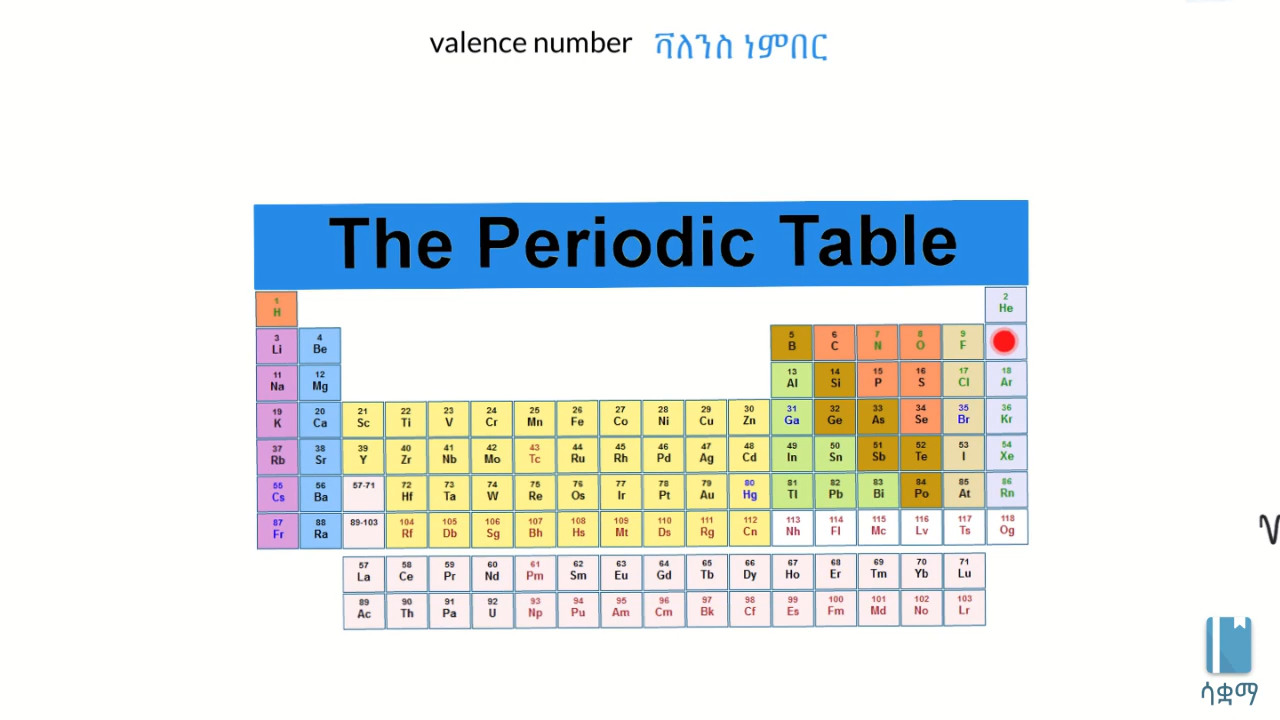 valence number ቫለንስ ነምበር
The Periodic Table
1 2
H He
3 4 5 6 7 8 9
Li Be B C N O F
11 12 13 14 15 16 17 18
Na Mg Al Si P S Cl Ar
19 20 21 22 23 24 25 26 27 28 29 30 31 32 33 34 35 36
K Ca Sc Ti V Cr Mn Fe Co Ni Cu Zn Ga Ge As Se Br Kr
37 38 39 40 41 42 43 44 45 46 47 48 49 50 51 52 53 54
Rb Sr Y Zr Nb Mo Tc Ru Rh Pd Ag Cd In Sn Sb Te I Xe
55 56 57-71 72 73 74 75 76 77 78 79 80 81 82 83 84 85 86
Cs Ba Hf Ta W Re Os Ir Pt Au Hg Tl Pb Bi Po At Rn
87 88 89-103 104 105 106 107 108 109 110 111 112 113 114 115 116 117 118
Fr Ra Rf Db Sg Bh Hs Mt Ds Rg Cn Nh Fl Mc Lv Ts Og
57 58 59 60 61 62 63 64 65 66 67 68 69 70 71
La Ce Pr Nd Pm Sm Eu Gd Tb Dy Ho Er Tm Yb Lu
89 90 91 92 93 94 95 96 97 98 99 100 101 102 103
Ac Th Pa U Np Pu Am Cm Bk Cf Es Fm Md No Lr
ሳቋማ